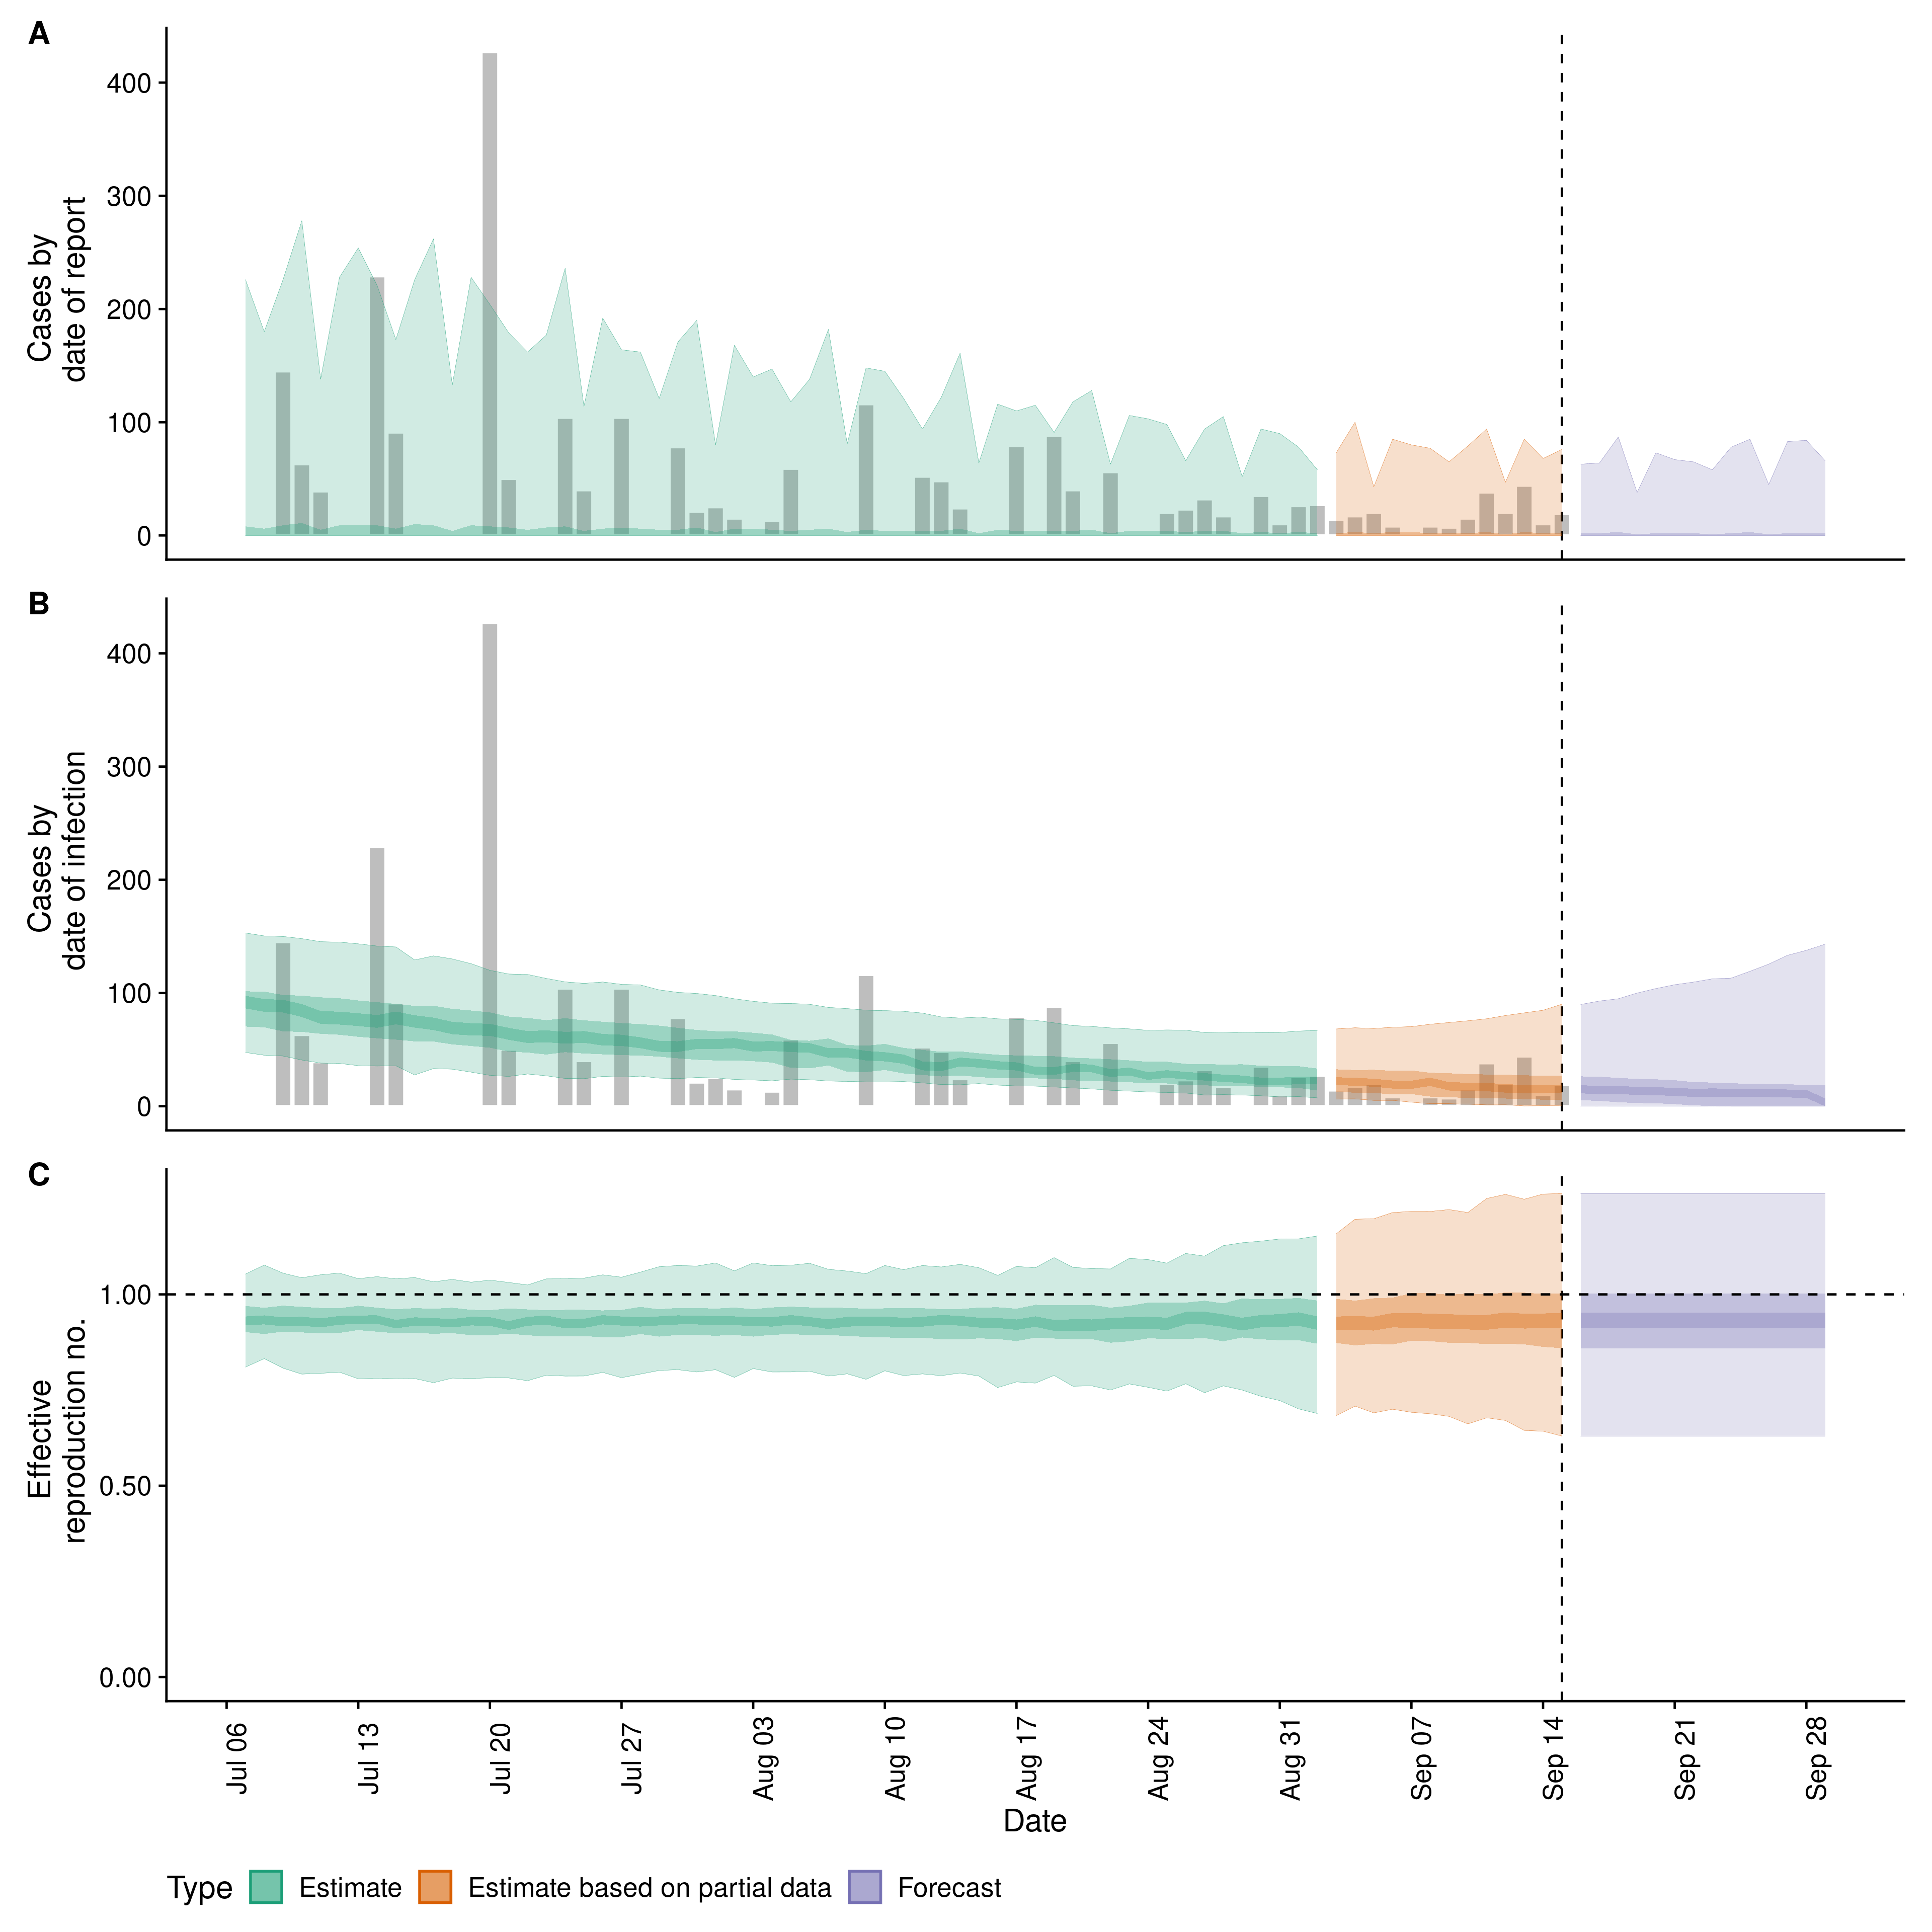 A
Cases by
date of report
400
300
200
100
0
B
Cases by
date of infection
400
300
200
100
0
C
Effective
reproduction no.
1.00
0.50
0.00
Jul 06
Jul 13
Jul 20
Jul 27
Aug 03
Aug 10
Aug 17
Aug 24
Aug 31
Sep 07
Sep 14
Sep 21
Sep 28
Date
Type Estimate Estimate based on partial data Forecast